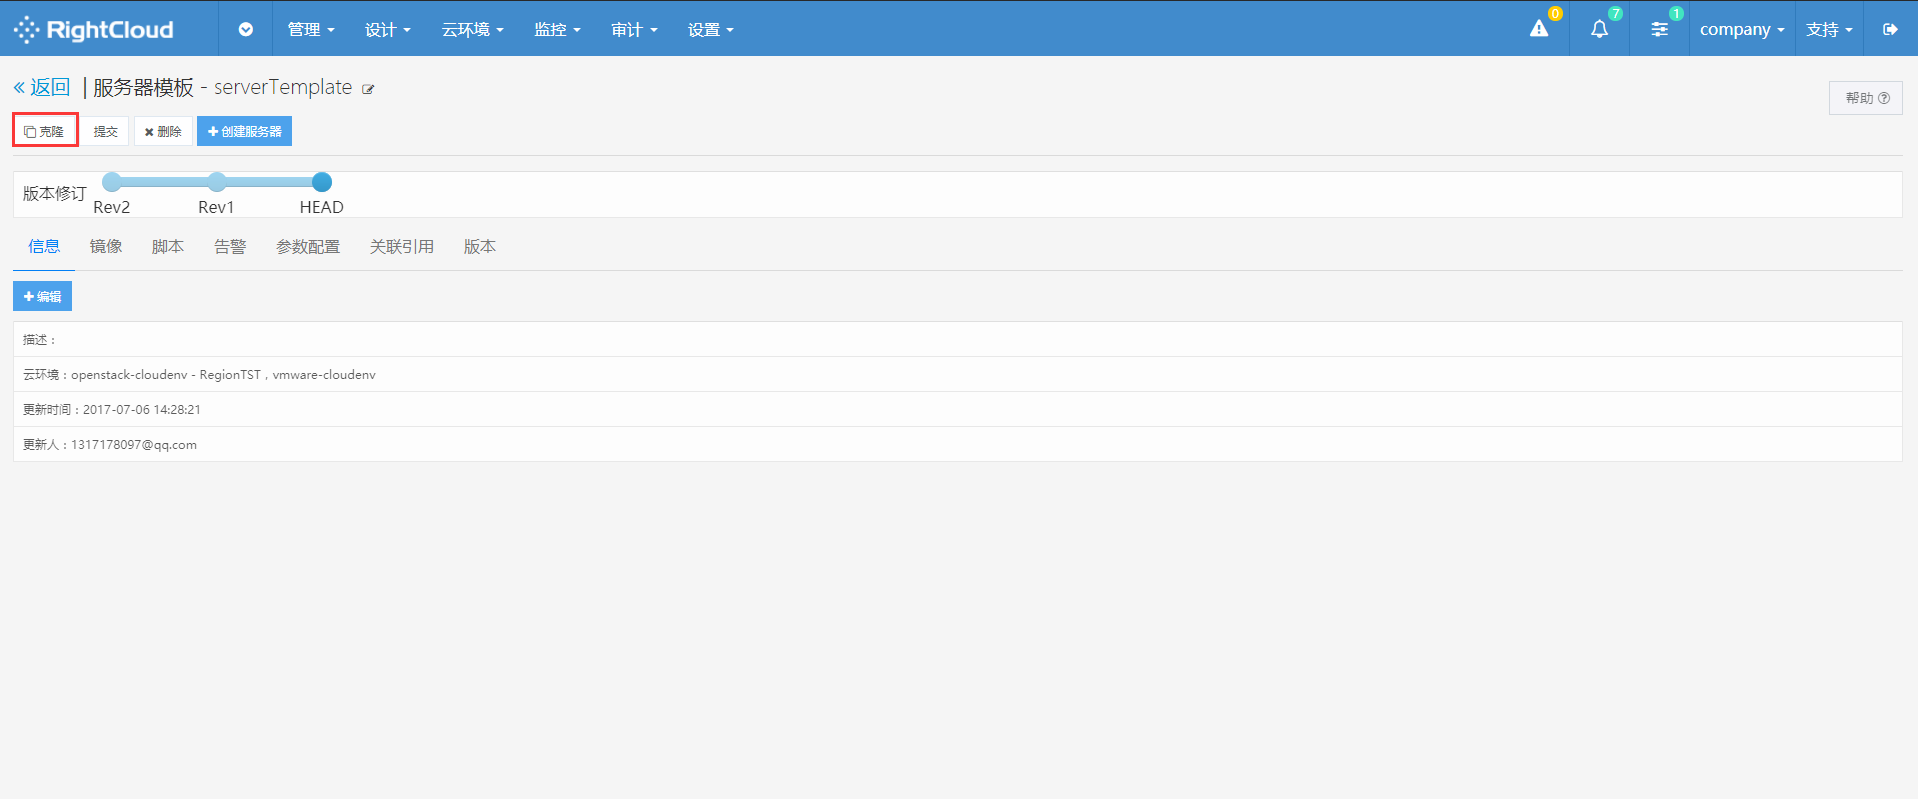 RightCloud 管理 设计 云环境 监控 审计 设置 0 7 1 company 支持
« 返回 | 服务器模板 - serverTemplate
帮助
克隆 提交 删除 创建服务器
版本修订
Rev2 Rev1 HEAD
信息 镜像 脚本 告警 参数配置 关联引用 版本
编辑
描述：
云环境：openstack-cloudenv - RegionTST，vmware-cloudenv
更新时间：2017-07-06 14:28:21
更新人：1317178097@qq.com